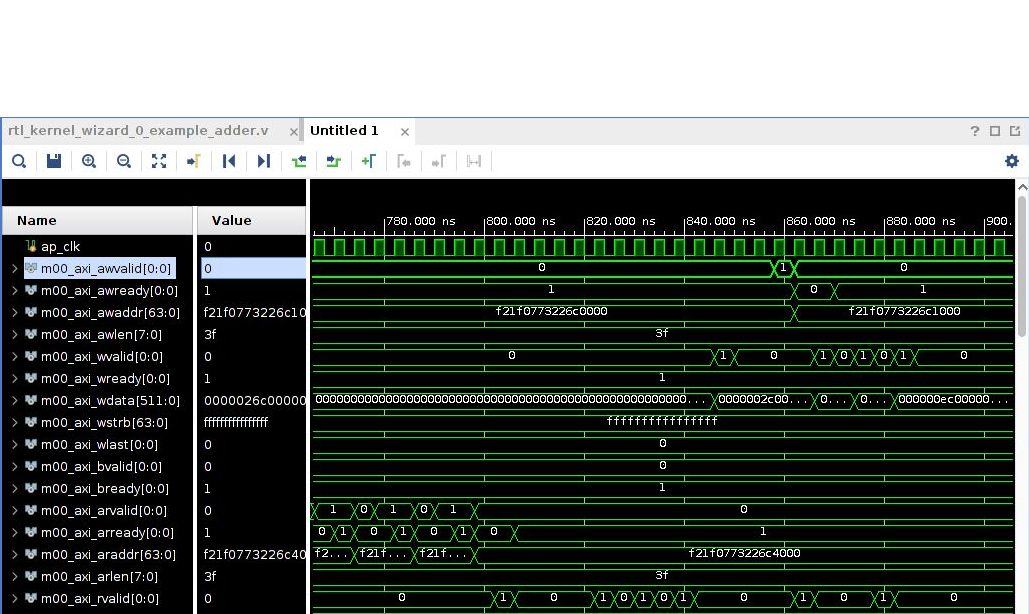 rtl_kernel_wizard_0_example_adder.v × Untitled 1 × ?
Name Value 780.000 ns 800.000 ns 820.000 ns 840.000 ns 860.000 ns 880.000 ns 900.
ap_clk 0
m00_axi_awvalid[0:0] 0 0 1 0
m00_axi_awready[0:0] 1 1 0 1
m00_axi_awaddr[63:0] f21f0773226c10 f21f0773226c0000 f21f0773226c1000
m00_axi_awlen[7:0] 3f 3f
m00_axi_wvalid[0:0] 0 0 1 0 1 0 1 0 1 0
m00_axi_wready[0:0] 1 1
m00_axi_wdata[511:0] 0000026c00000 0000000000000000000000000000000000000000000000000000... 0000002c00... 0... 0... 000000ec00000...
m00_axi_wstrb[63:0] ffffffffffffffff ffffffffffffffff
m00_axi_wlast[0:0] 0 0
m00_axi_bvalid[0:0] 0 0
m00_axi_bready[0:0] 1 1
m00_axi_arvalid[0:0] 0 1 0 1 0 1 0
m00_axi_arready[0:0] 1 0 1 0 1 0 1 0 1
m00_axi_araddr[63:0] f21f0773226c40 f2... f21f... f21f... f21f0773226c4000
m00_axi_arlen[7:0] 3f 3f
m00_axi_rvalid[0:0] 0 0 1 0 1 0 1 0 1 0 1 0 1 0